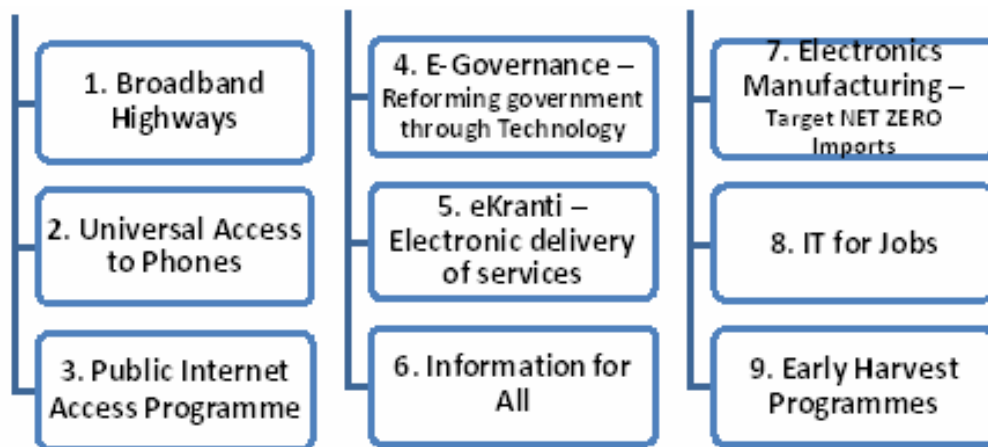 1. Broadband
Highways
2. Universal Access
to Phones
3. Public Internet
Access Programme
4. E-Governance –
Reforming government
through Technology
5. eKranti –
Electronic delivery
of services
6. Information for
All
7. Electronics
Manufacturing –
Target NET ZERO
Imports
8. IT for Jobs
9. Early Harvest
Programmes